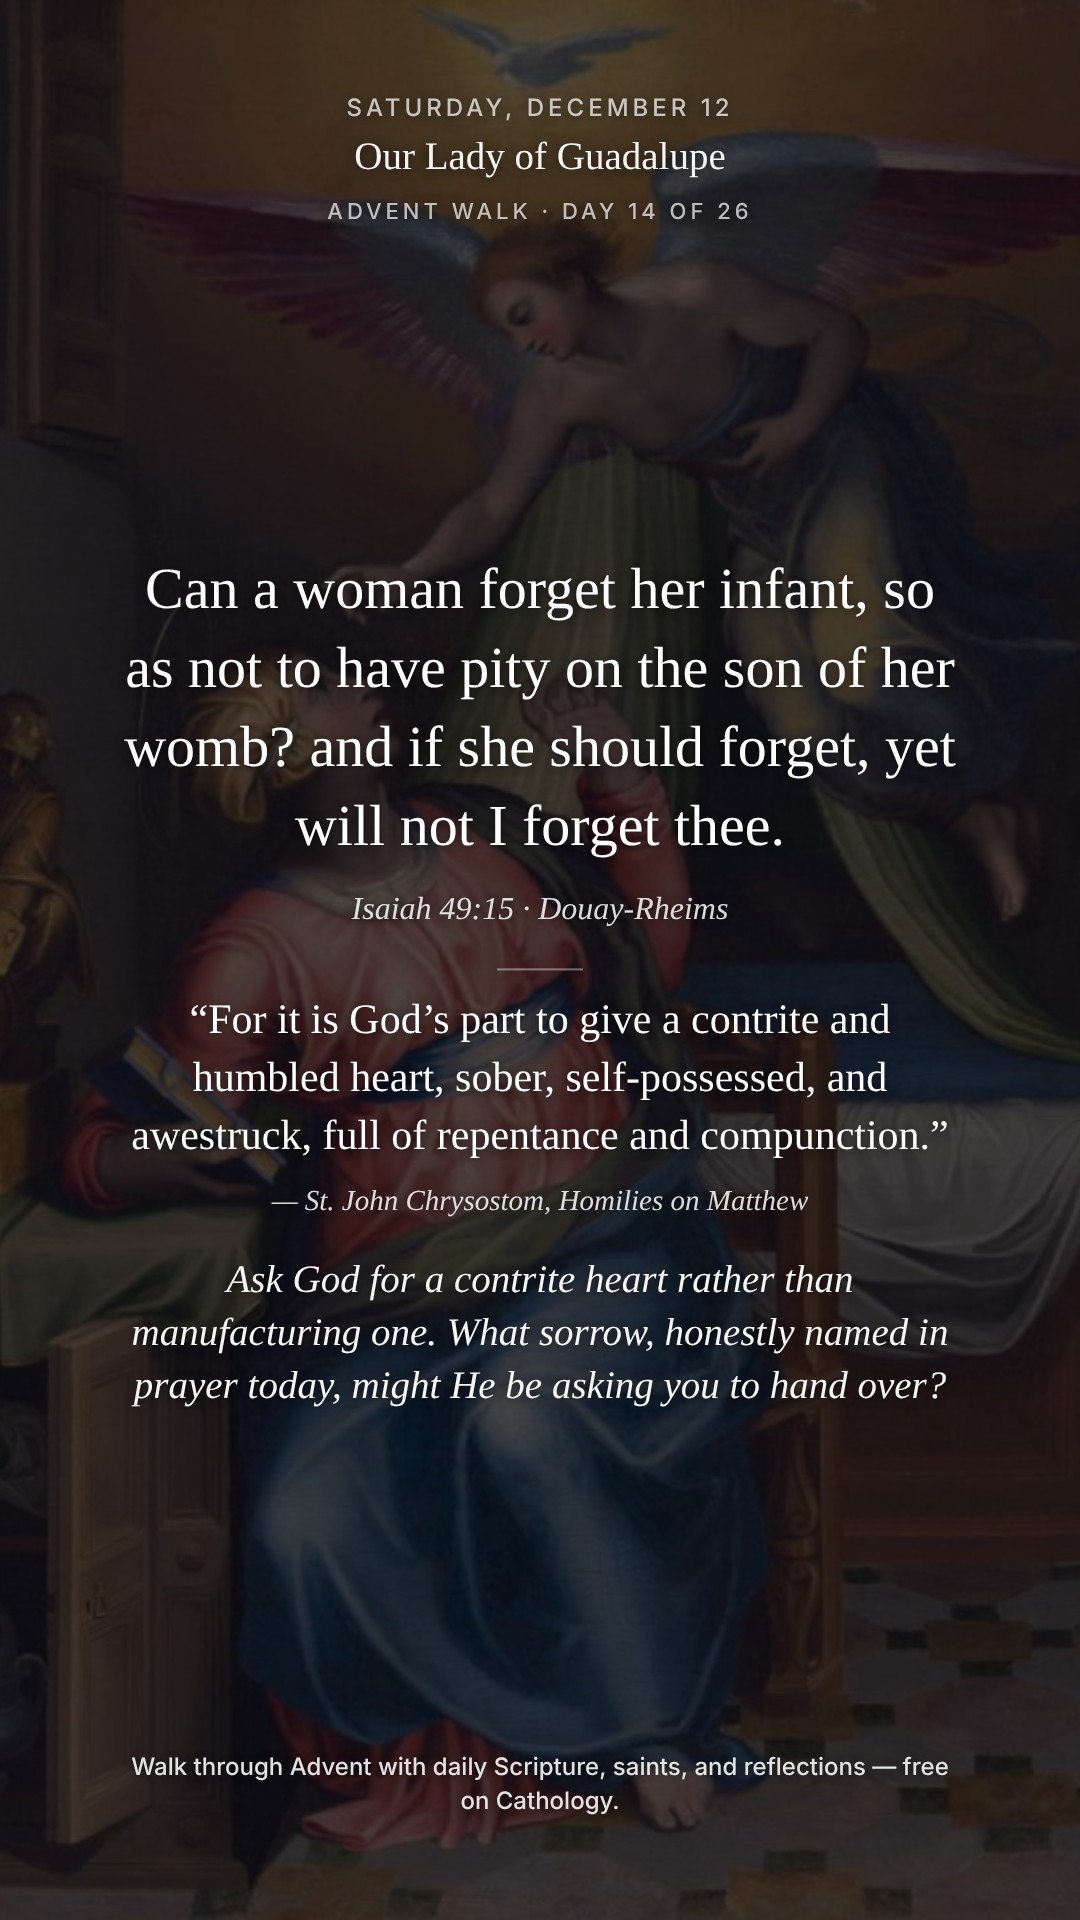 SATURDAY, DECEMBER 12
Our Lady of Guadalupe
ADVENT WALK · DAY 14 OF 26
Can a woman forget her infant, so
as not to have pity on the son of her
womb? and if she should forget, yet
will not I forget thee.
Isaiah 49:15 · Douay-Rheims
“For it is God’s part to give a contrite and
humbled heart, sober, self-possessed, and
awestruck, full of repentance and compunction.”
— St. John Chrysostom, Homilies on Matthew
Ask God for a contrite heart rather than
manufacturing one. What sorrow, honestly named in
prayer today, might He be asking you to hand over?
Walk through Advent with daily Scripture, saints, and reflections — free
on Cathology.